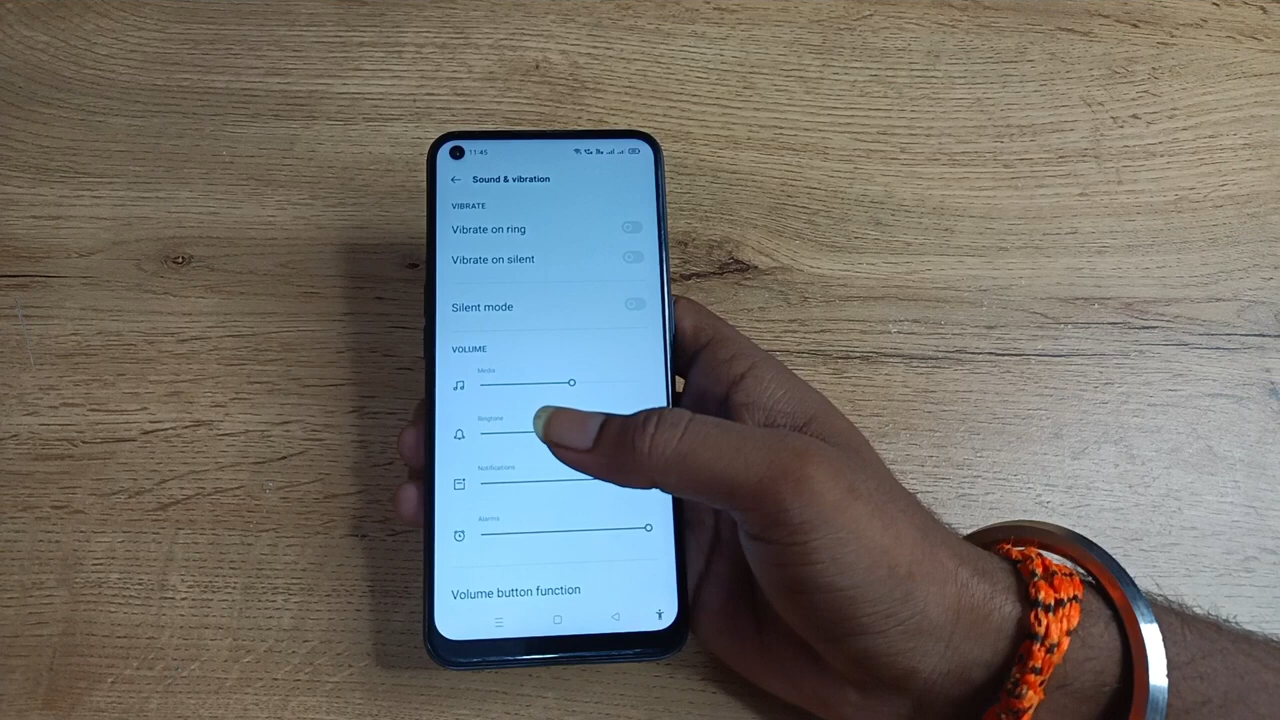 11:45
Sound & vibration
VIBRATE
Vibrate on ring
Vibrate on silent
Silent mode
VOLUME
Media
Ringtone
Notifications
Alarms
Volume button function